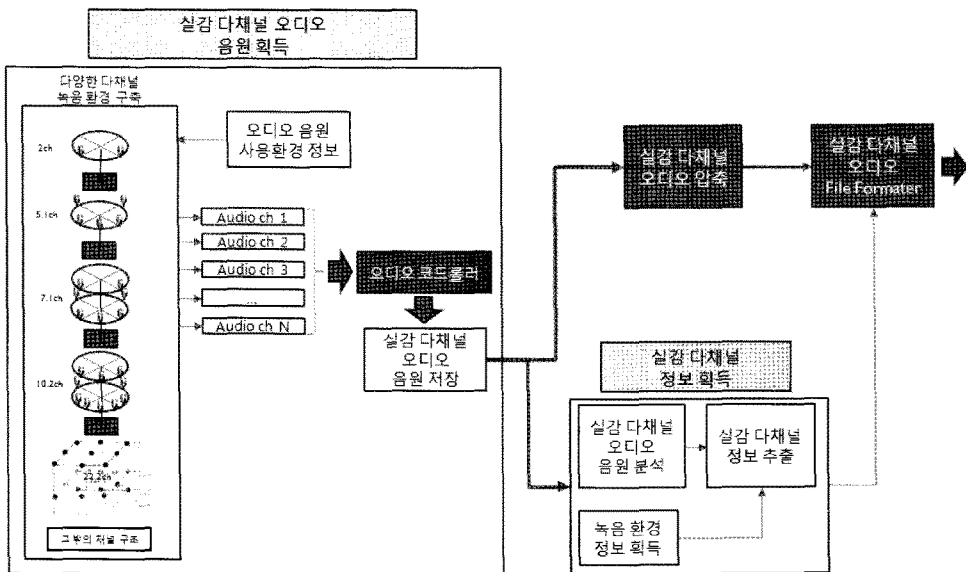 실감 다채널 오디오
음원 획득
다양한 다채널
녹음 환경 구축
2ch
5.1ch
7.1ch
10.2ch
22.2ch
그밖의 채널 구조
오디오 음원
사용환경 정보
Audio ch 1
Audio ch 2
Audio ch 3
...
Audio ch N
오디오 콘트롤러
실감 다채널
오디오
음원 저장
실감 다채널
오디오 압축
실감 다채널
오디오
File Formater
실감 다채널
정보 획득
실감 다채널
오디오
음원 분석
실감 다채널
정보 추출
녹음 환경
정보 획득